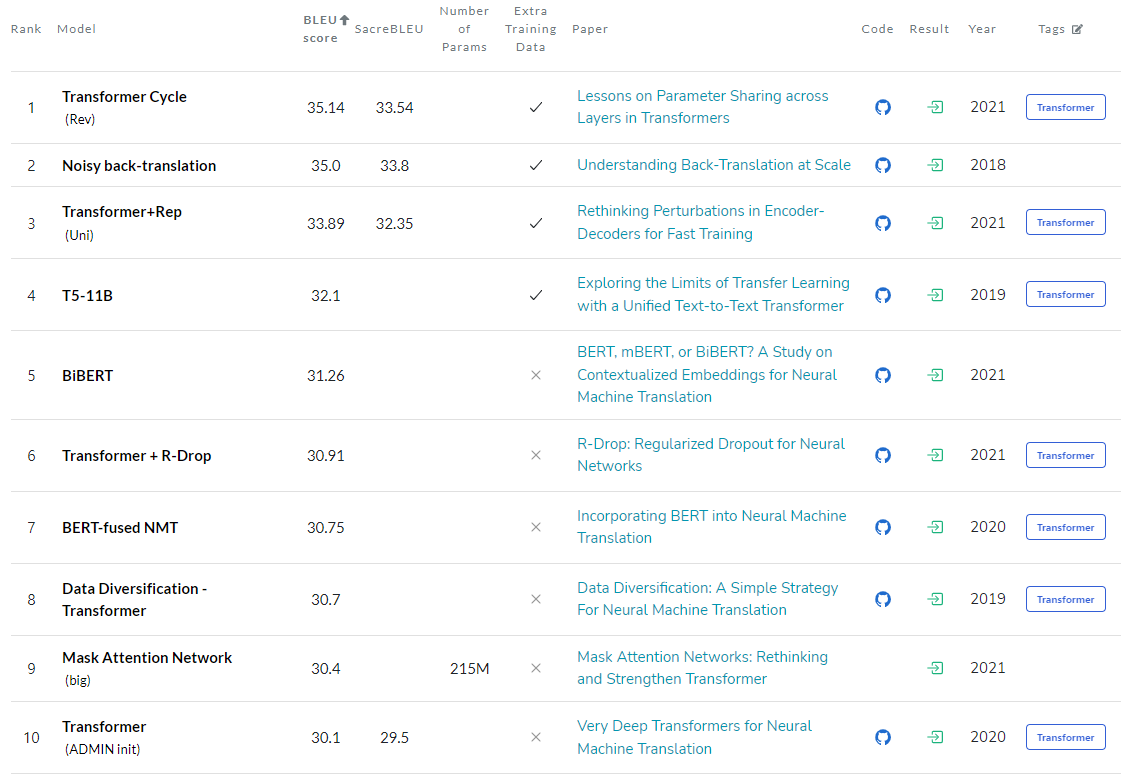 Rank Model BLEU score SacreBLEU Number of Params Extra Training Data Paper Code Result Year Tags
1 Transformer Cycle (Rev) 35.14 33.54 Lessons on Parameter Sharing across Layers in Transformers 2021 Transformer
2 Noisy back-translation 35.0 33.8 Understanding Back-Translation at Scale 2018
3 Transformer+Rep (Uni) 33.89 32.35 Rethinking Perturbations in Encoder-Decoders for Fast Training 2021 Transformer
4 T5-11B 32.1 Exploring the Limits of Transfer Learning with a Unified Text-to-Text Transformer 2019 Transformer
5 BiBERT 31.26 BERT, mBERT, or BiBERT? A Study on Contextualized Embeddings for Neural Machine Translation 2021
6 Transformer + R-Drop 30.91 R-Drop: Regularized Dropout for Neural Networks 2021 Transformer
7 BERT-fused NMT 30.75 Incorporating BERT into Neural Machine Translation 2020 Transformer
8 Data Diversification - Transformer 30.7 Data Diversification: A Simple Strategy For Neural Machine Translation 2019 Transformer
9 Mask Attention Network (big) 30.4 215M Mask Attention Networks: Rethinking and Strengthen Transformer 2021
10 Transformer (ADMIN init) 30.1 29.5 Very Deep Transformers for Neural Machine Translation 2020 Transformer